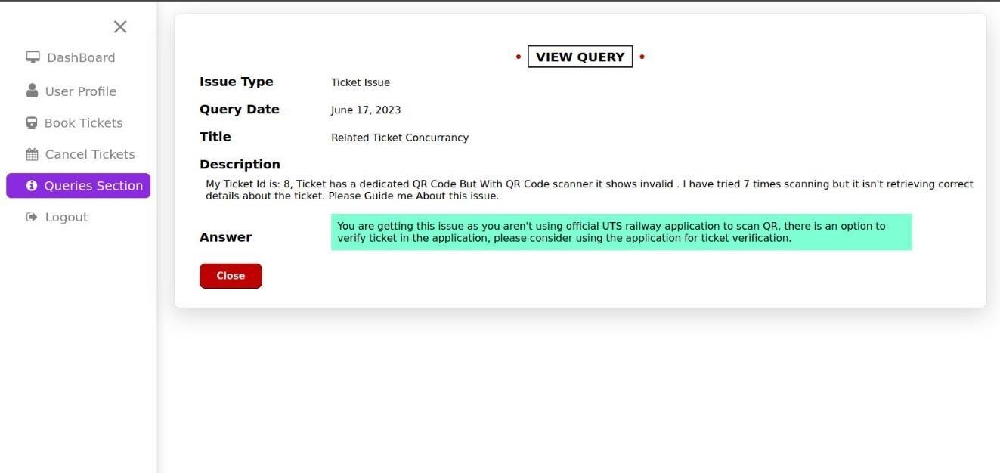 DashBoard
User Profile
Book Tickets
Cancel Tickets
Queries Section
Logout
VIEW QUERY
Issue Type Ticket Issue
Query Date June 17, 2023
Title Related Ticket Concurrancy
Description
My Ticket Id is: 8, Ticket has a dedicated QR Code But With QR Code scanner it shows invalid . I have tried 7 times scanning but it isn't retrieving correct
details about the ticket. Please Guide me About this issue.
Answer
You are getting this issue as you aren't using official UTS railway application to scan QR, there is an option to
verify ticket in the application, please consider using the application for ticket verification.
Close